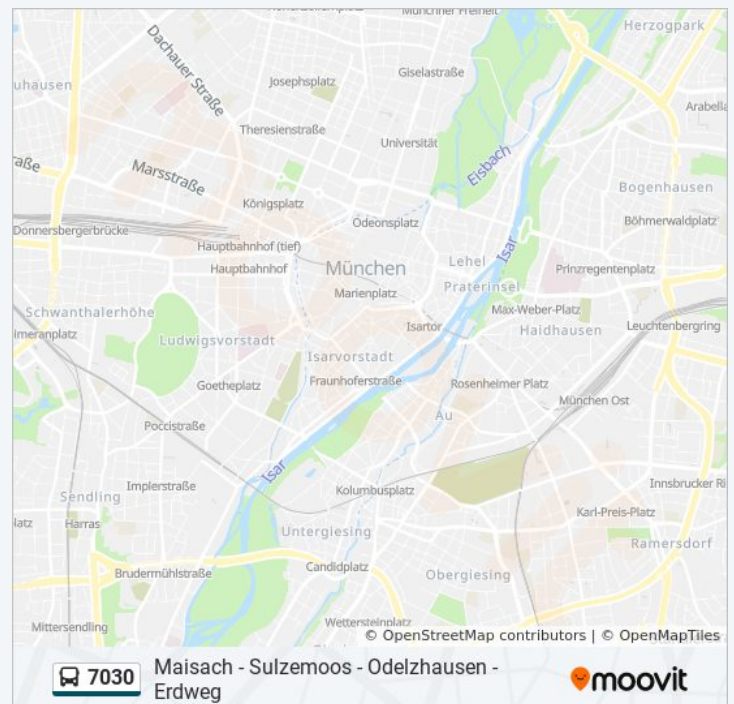 Münchner Freiheit
Herzogpark
Dachauer Straße
Giselastraße
Josephsplatz
Theresienstraße
Universität
Eisbach
Marsstraße
Bogenhausen
Königsplatz
Odeonsplatz
Böhmerwaldplatz
Donnersbergerbrücke
Hauptbahnhof (tief)
Isar
Lehel
Hauptbahnhof
München
Prinzregentenplatz
Praterinsel
Marienplatz
Max-Weber-Platz
Schwanthalerhöhe
Isartor
Haidhausen
Leuchtenbergring
Ludwigsvorstadt
Isarvorstadt
Goetheplatz
Fraunhoferstraße
Rosenheimer Platz
München Ost
Au
Poccistraße
Isar
Implerstraße
Kolumbusplatz
Innsbrucker Ri
Sendling
Karl-Preis-Platz
Harras
Untergiesing
Ramersdorf
Candidplatz
Brudermühlstraße
Obergiesing
Mittersendling
Wettersteinplatz
© OpenStreetMap contributors | © OpenMapTiles
7030
Maisach - Sulzemoos - Odelzhausen -
Erdweg
moovit